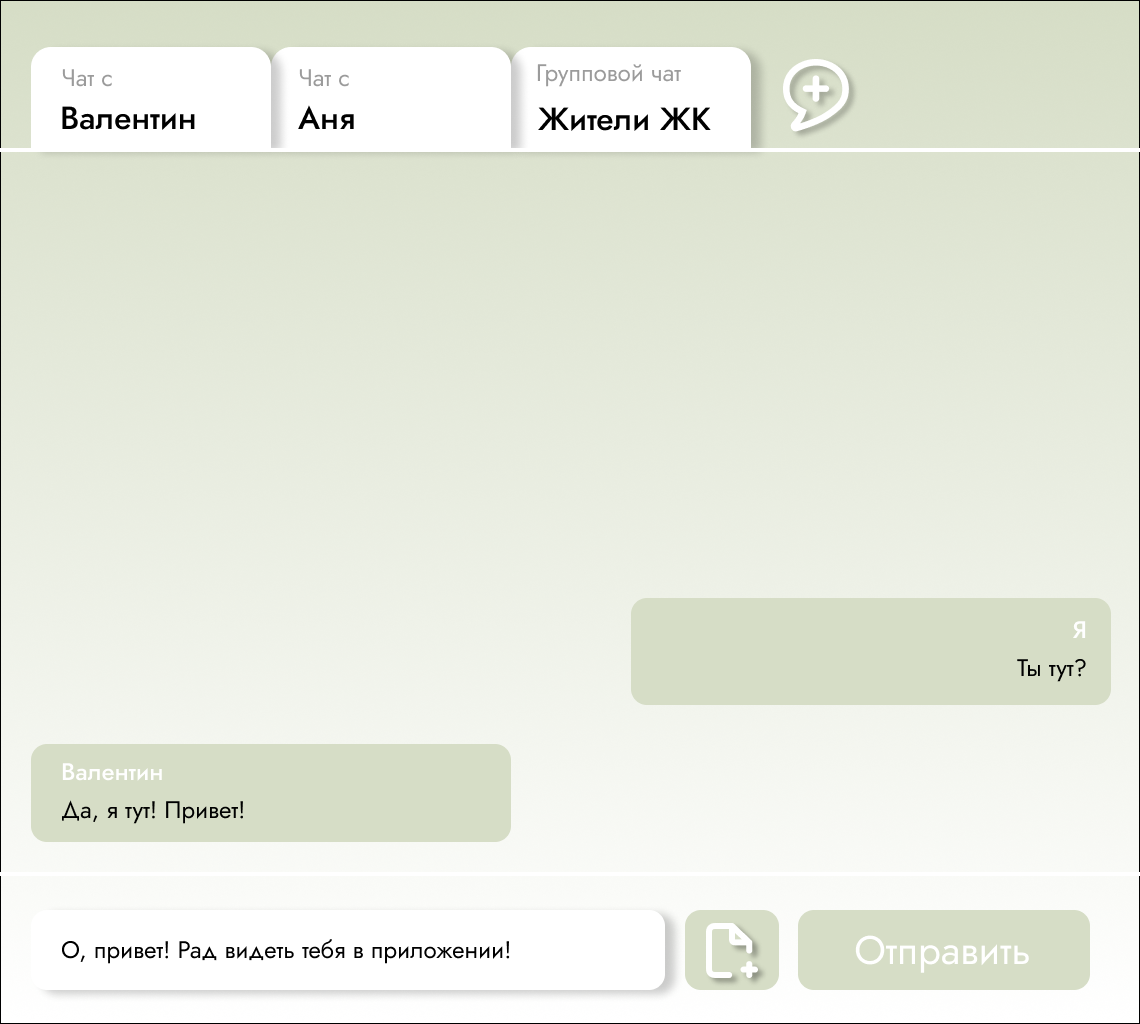 Чат с
Валентин
Чат с
Аня
Групповой чат
Жители ЖК
Я
Ты тут?
Валентин
Да, я тут! Привет!
О, привет! Рад видеть тебя в приложении!
Отправить